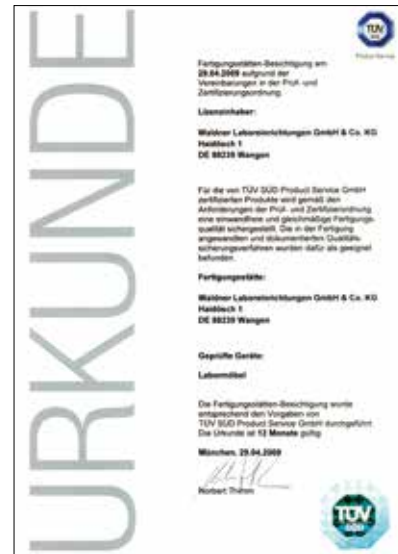 URKUNDE
TÜV
SÜD
Product Service
Fertigungsstätten-Besichtigung am
29.04.2009 aufgrund der
Vereinbarungen in der Prüf- und
Zertifizierungsordnung.
Lizenzinhaber:
Waldner Laboreinrichtungen GmbH & Co. KG
Haidösch 1
DE 88239 Wangen
Für die von TÜV SÜD Product Service GmbH
zertifizierten Produkte wird gemäß den
Anforderungen der Prüf- und Zertifizierordnung
eine einwandfreie und gleichmäßige Fertigungs-
qualität sichergestellt. Die in der Fertigung
angewandten und dokumentierten Qualitäts-
sicherungsverfahren wurden dafür als geeignet
befunden.
Fertigungsstätte:
Waldner Laboreinrichtungen GmbH & Co. KG
Haidösch 1
DE 88239 Wangen
Geprüfte Geräte:
Labormöbel
Die Fertigungsstätten-Besichtigung wurde
entsprechend den Vorgaben von
TÜV SÜD Product Service GmbH durchgeführt.
Die Urkunde ist 12 Monate gültig.
München, 29.04.2009
Norbert
TÜV
SÜD